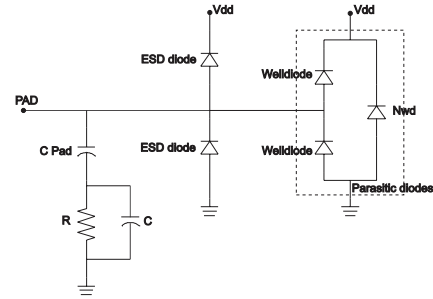 Vdd
Vdd
ESD diode
Welldiode
PAD
Nwd
C Pad
ESD diode
Welldiode
Parasitic diodes
R
C